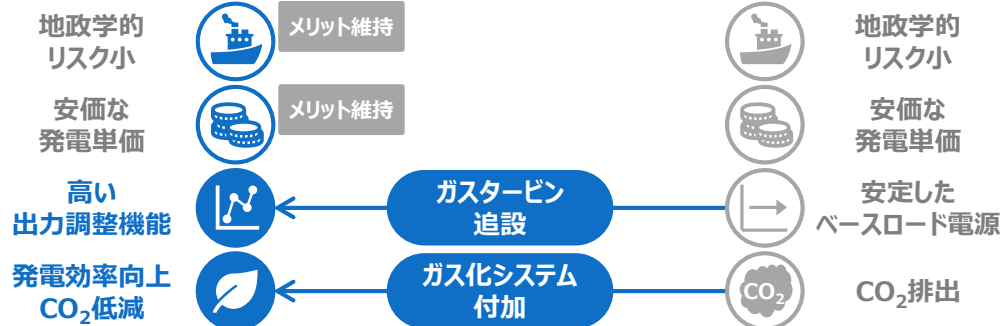 地政学的
リスク小
メリット維持
地政学的
リスク小
安価な
発電単価
メリット維持
安価な
発電単価
高い
出力調整機能
ガスタービン
追設
安定した
ベースロード電源
発電効率向上
CO₂低減
ガス化システム
付加
CO₂
CO₂排出